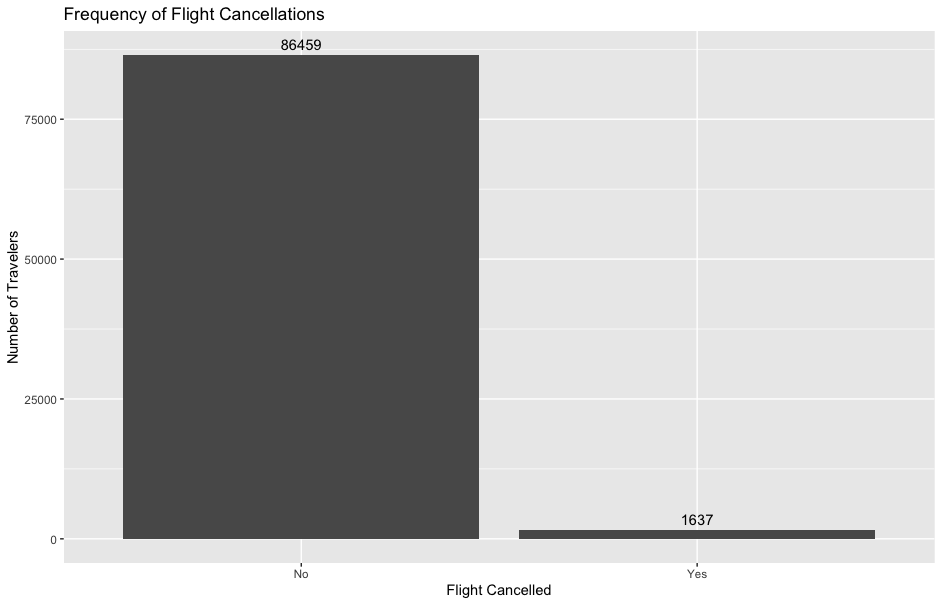 Frequency of Flight Cancellations
86459
75000
50000
25000
0
1637
Number of Travelers
No
Yes
Flight Cancelled